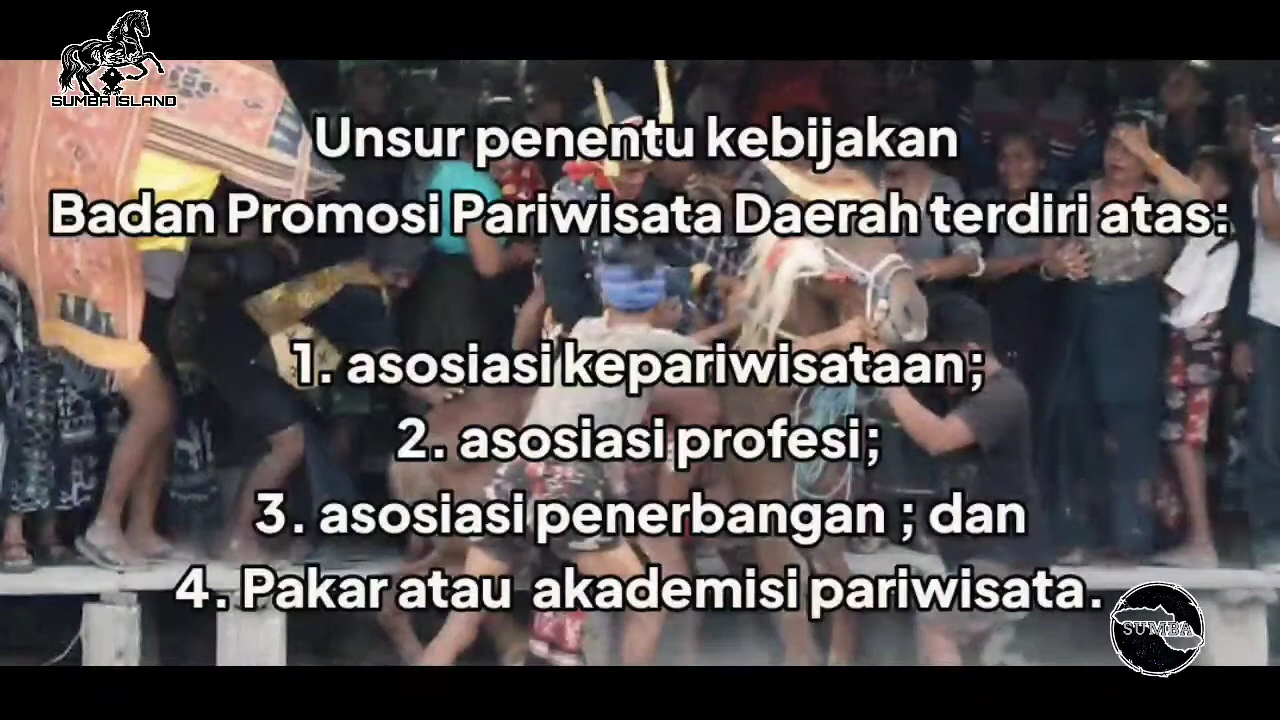 SUMBA ISLAND
Unsur penentu kebijakan
Badan Promosi Pariwisata Daerah terdiri atas:
1. asosiasi kepariwisataan;
2. asosiasi profesi;
3. asosiasi penerbangan ; dan
4. Pakar atau akademisi pariwisata.
SUMBA